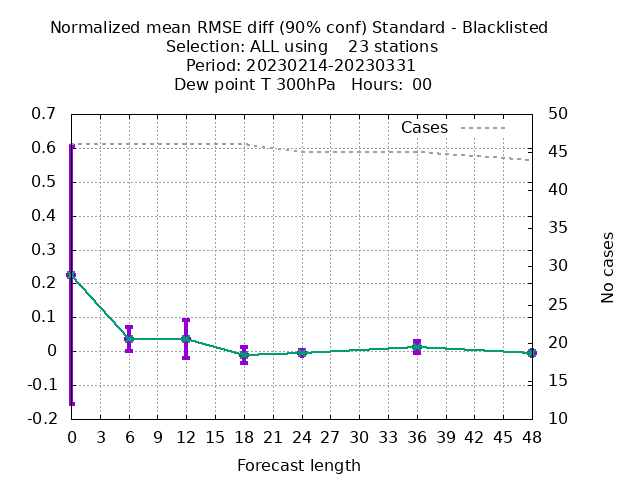 Normalized mean RMSE diff (90% conf) Standard - Blacklisted
Selection: ALL using    23 stations
Period: 20230214-20230331
Dew point T 300hPa   Hours: 00
Cases
0.7
0.6
0.5
0.4
0.3
0.2
0.1
0
-0.1
-0.2
50
45
40
35
30
25
20
15
10
No cases
0 3 6 9 12 15 18 21 24 27 30 33 36 39 42 45 48
Forecast length